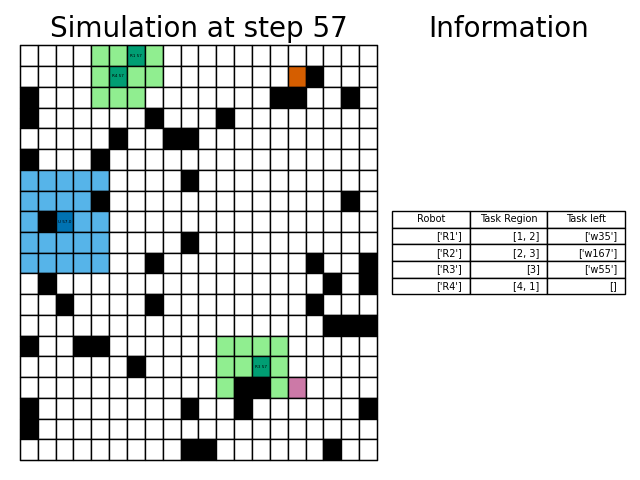 Simulation at step 57
Information
Robot Task Region Task left
['R1'] [1, 2] ['w35']
['R2'] [2, 3] ['w167']
['R3'] [3] ['w55']
['R4'] [4, 1] []